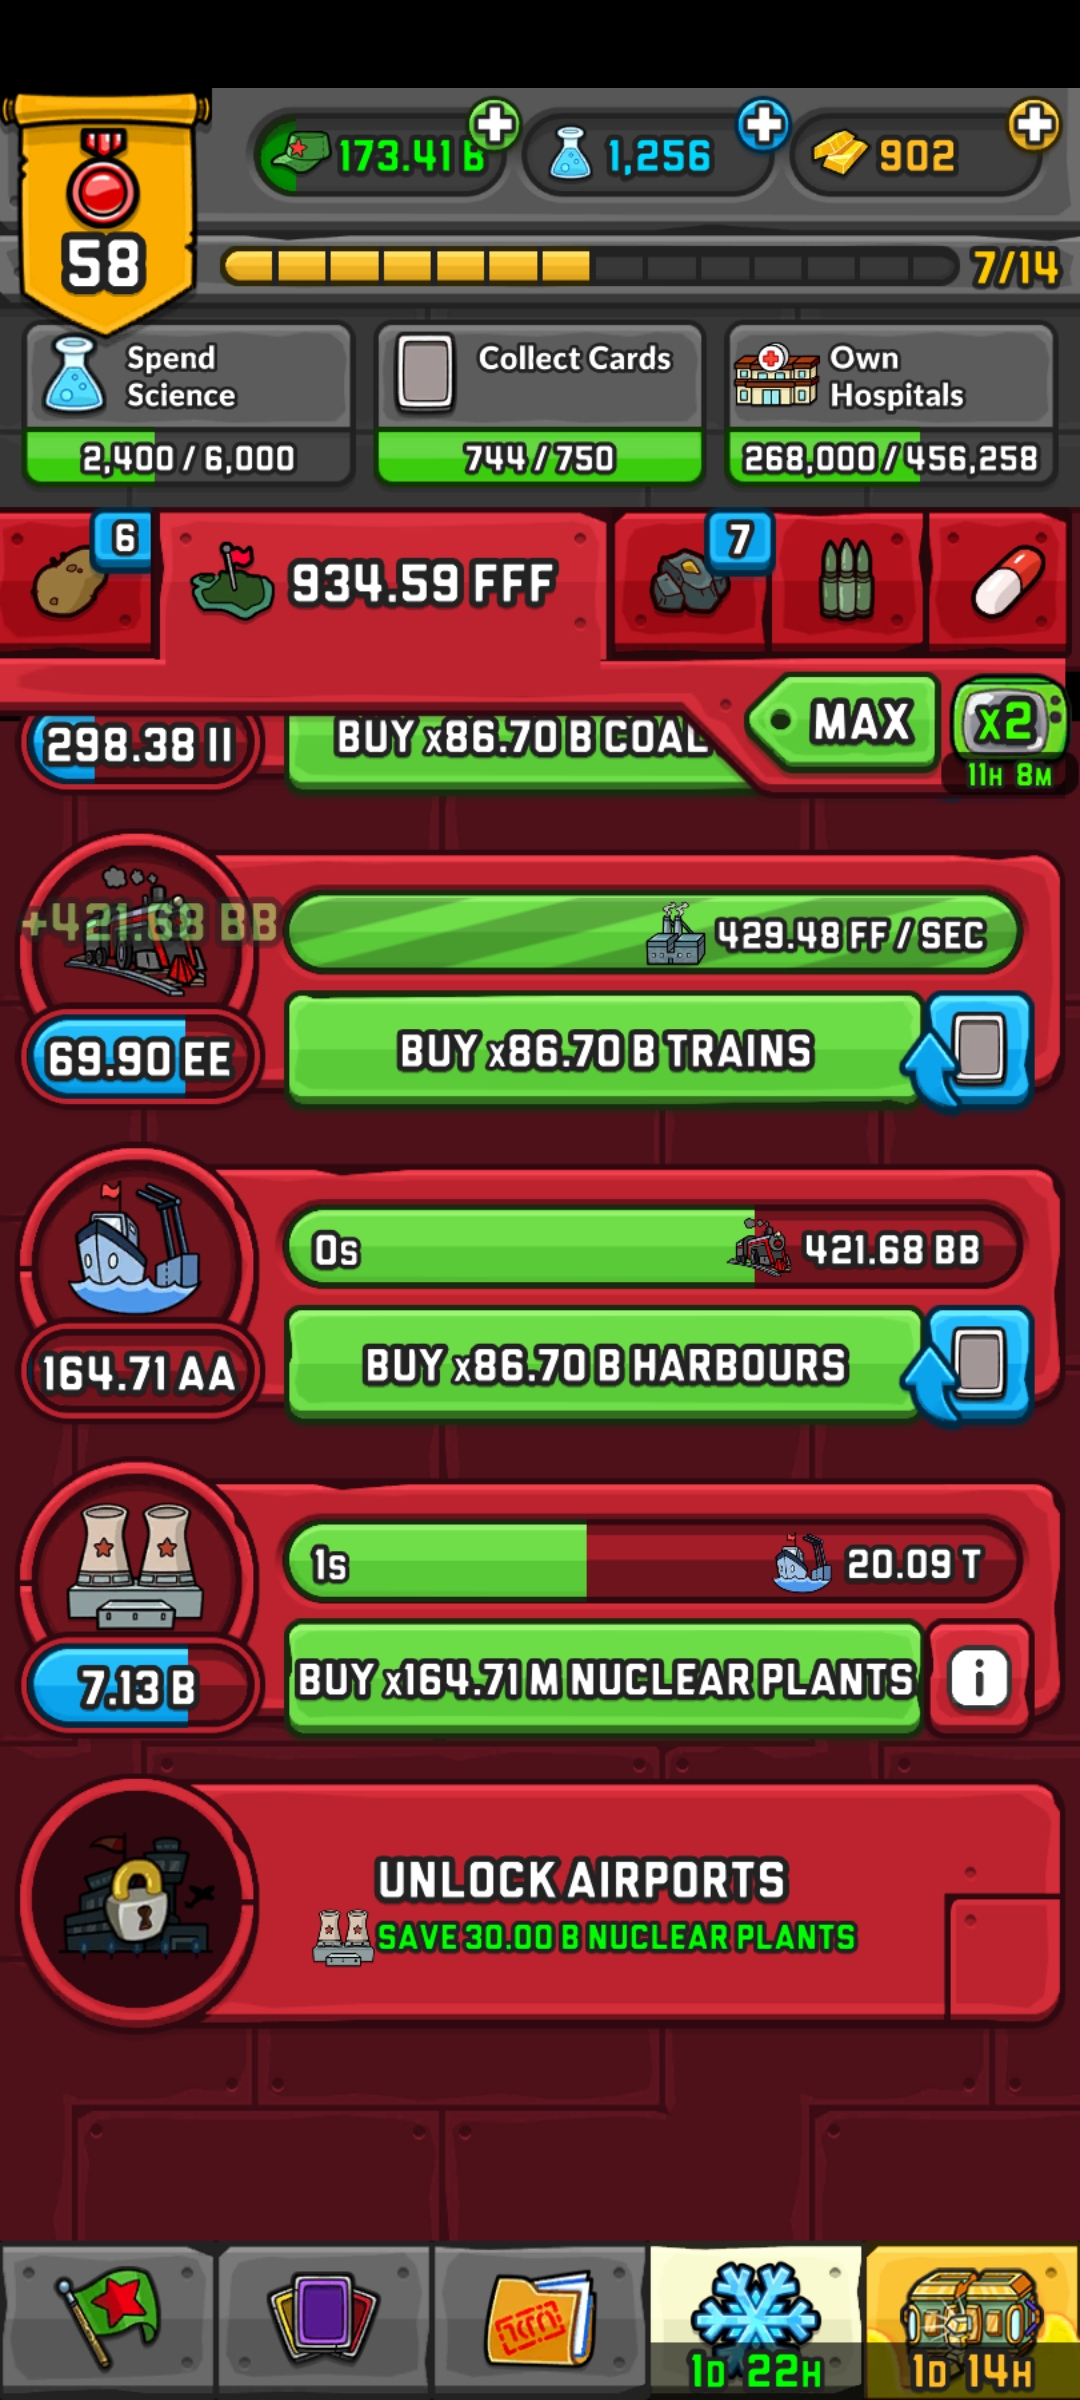 173.41 B
1,256
902
58
7/14
Spend
Science
2,400 / 6,000
Collect Cards
744 / 750
Own
Hospitals
268,000 / 456,258
6
934.59 FFF
7
298.38 II
BUY x86.70 B COAL
MAX
x2
11H 8M
+421.68 BB
429.48 FF / SEC
69.90 EE
BUY x86.70 B TRAINS
0s
421.68 BB
164.71 AA
BUY x86.70 B HARBOURS
1s
20.09 T
7.13 B
BUY x164.71 M NUCLEAR PLANTS
i
UNLOCK AIRPORTS
SAVE 30.00 B NUCLEAR PLANTS
1D 22H
1D 14H